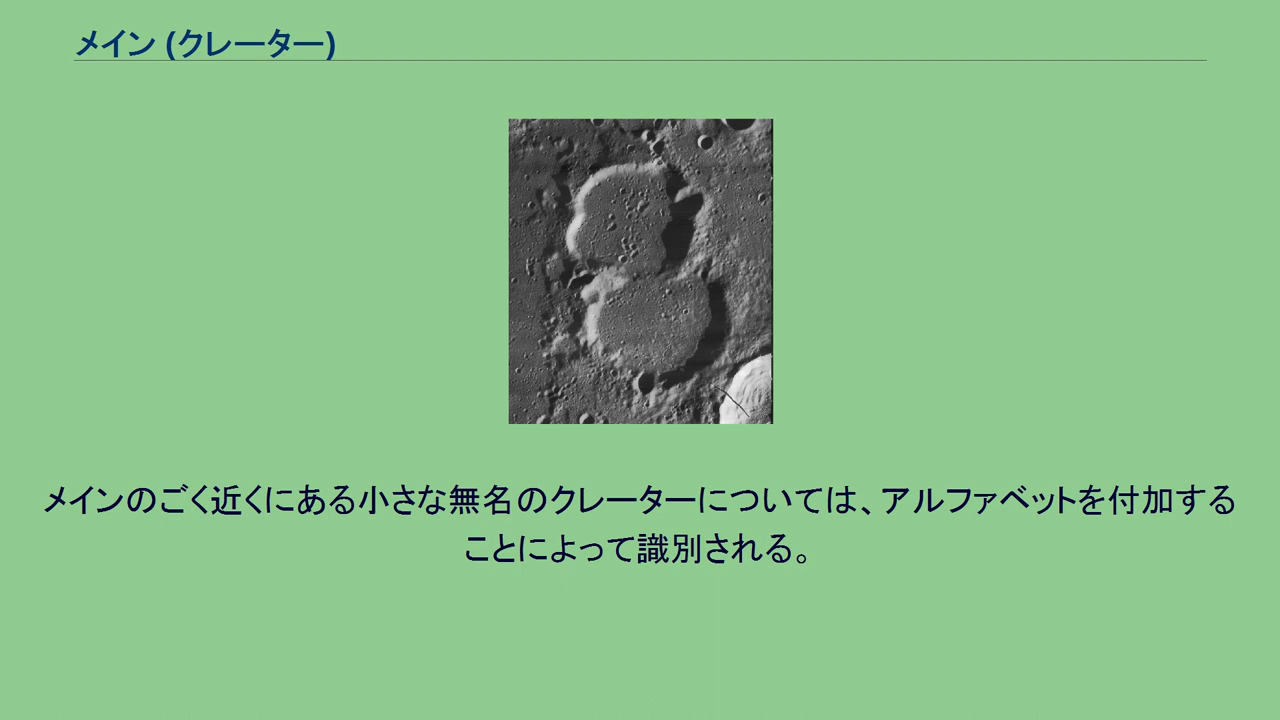 メイン (クレーター)
メインのごく近くにある小さな無名のクレーターについては、アルファベットを付加する
ことによって識別される。